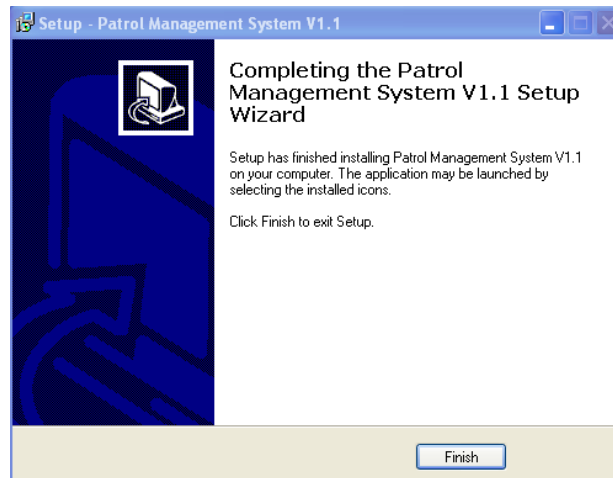 Setup - Patrol Management System V1.1
Completing the Patrol
Management System V1.1 Setup
Wizard
Setup has finished installing Patrol Management System V1.1
on your computer. The application may be launched by
selecting the installed icons.
Click Finish to exit Setup.
Finish